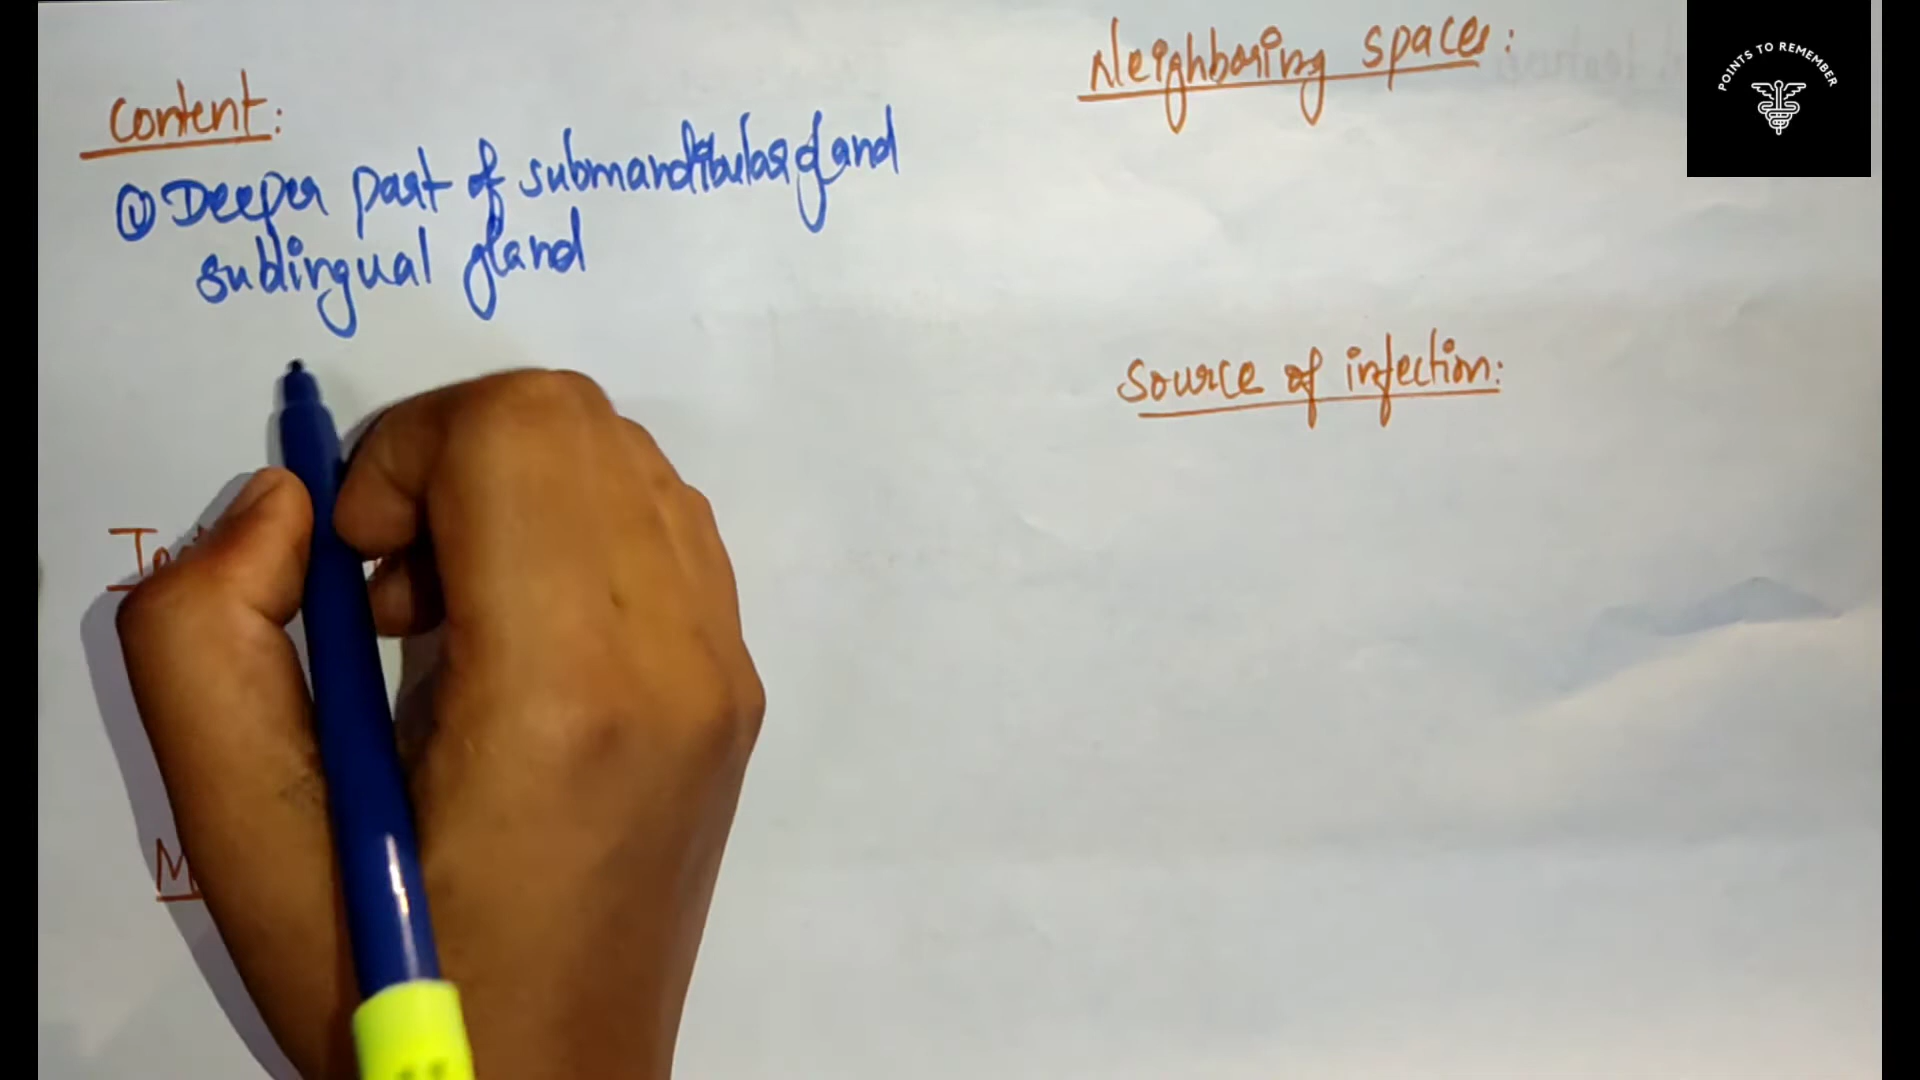 Content:
① Deeper part of submandibular gland
sublingual gland
Neighboring spaces:
Source of infection:
POINTS TO REMEMBER